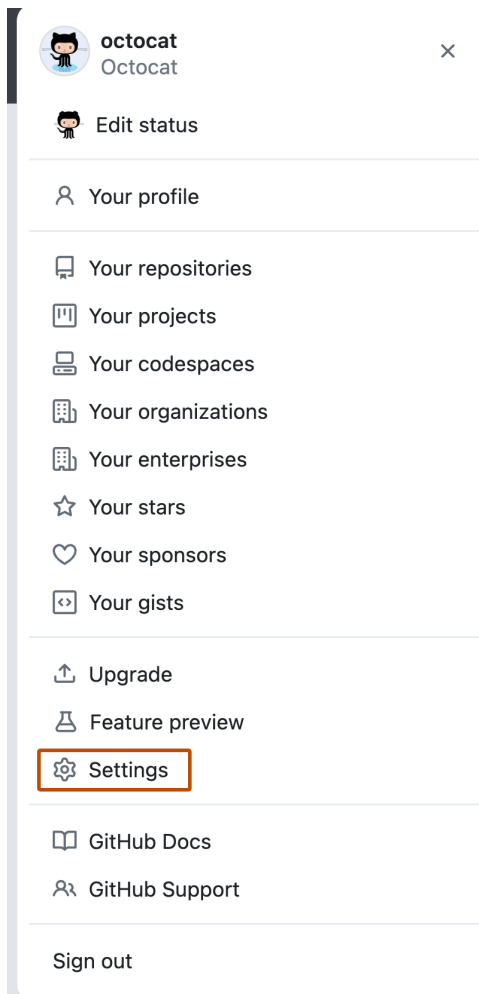 octocat
Octocat
Edit status
Your profile
Your repositories
Your projects
Your codespaces
Your organizations
Your enterprises
Your stars
Your sponsors
Your gists
Upgrade
Feature preview
Settings
GitHub Docs
GitHub Support
Sign out